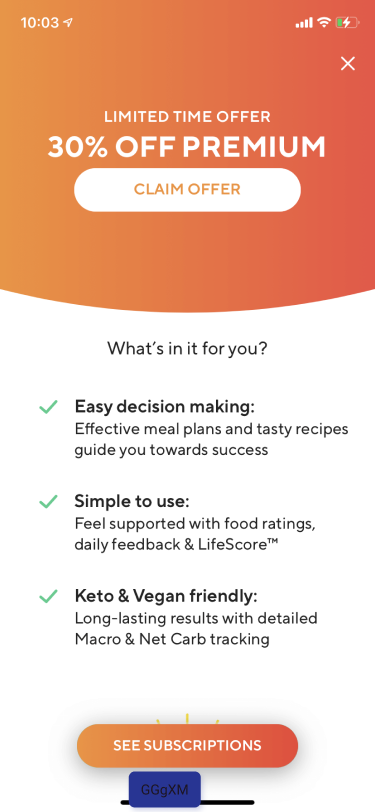 10:03
LIMITED TIME OFFER
30% OFF PREMIUM
CLAIM OFFER
What's in it for you?
Easy decision making:
Effective meal plans and tasty recipes
guide you towards success
Simple to use:
Feel supported with food ratings,
daily feedback & LifeScore™
Keto & Vegan friendly:
Long-lasting results with detailed
Macro & Net Carb tracking
SEE SUBSCRIPTIONS
GGgXM